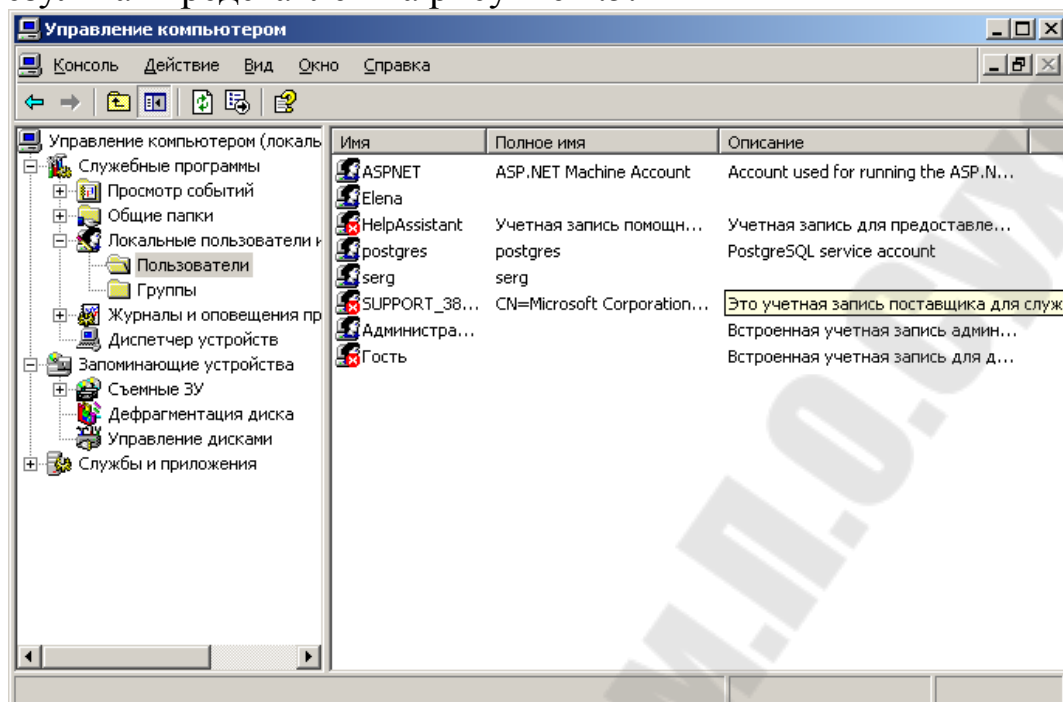 Управление компьютером
Консоль Действие Вид Окно Справка
Управление компьютером (локаль
Служебные программы
Просмотр событий
Общие папки
Локальные пользователи и
Пользователи
Группы
Журналы и оповещения пр
Диспетчер устройств
Запоминающие устройства
Съемные ЗУ
Дефрагментация диска
Управление дисками
Службы и приложения
Имя Полное имя Описание
ASPNET ASP.NET Machine Account Account used for running the ASP.N...
Elena
HelpAssistant Учетная запись помощн... Учетная запись для предоставле...
postgres postgres PostgreSQL service account
serg serg
SUPPORT_38... CN=Microsoft Corporation... Это учетная запись поставщика для служ
Администра... Встроенная учетная запись админ...
Гость Встроенная учетная запись для д...